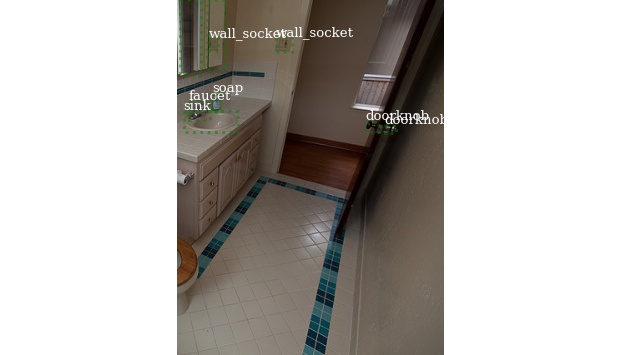 wall_socket
wall_socket
soap
faucet
sink
doorknob
doorknob